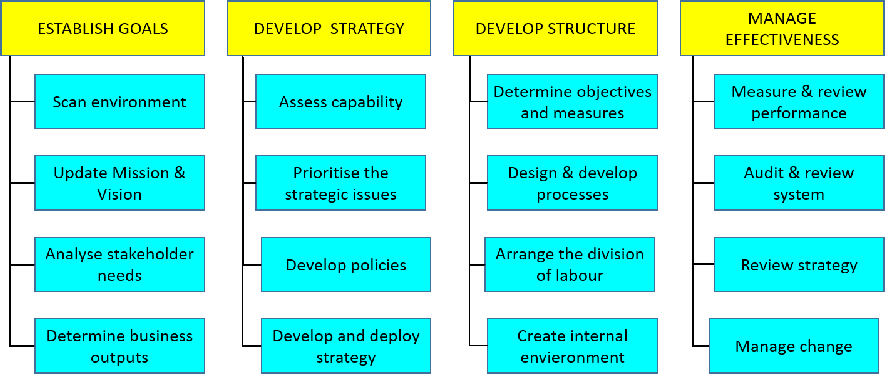 ESTABLISH GOALS
Scan environment
Update Mission &
Vision
Analyse stakeholder
needs
Determine business
outputs
DEVELOP STRATEGY
Assess capability
Prioritise the
strategic issues
Develop policies
Develop and deploy
strategy
DEVELOP STRUCTURE
Determine objectives
and measures
Design & develop
processes
Arrange the division
of labour
Create internal
envieronment
MANAGE
EFFECTIVENESS
Measure & review
performance
Audit & review
system
Review strategy
Manage change